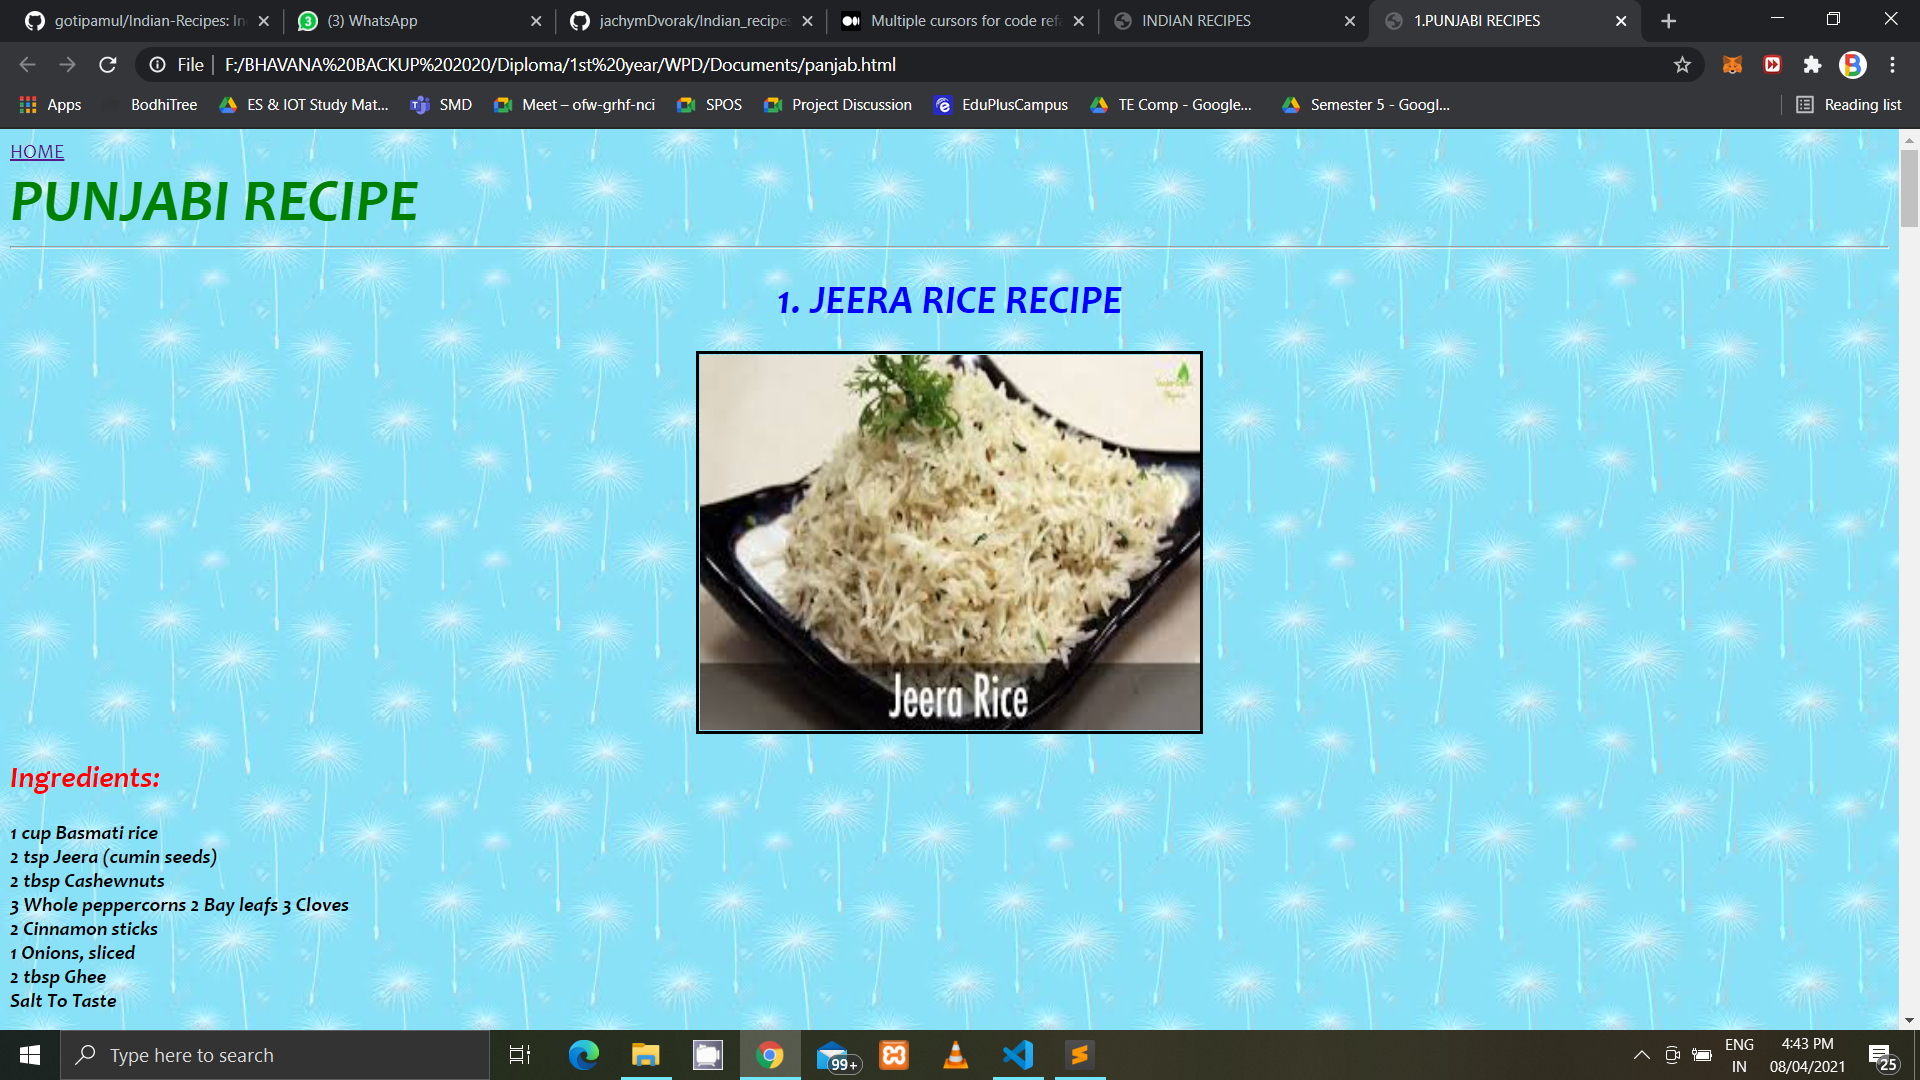 gotipamul/Indian-Recipes: In
(3) WhatsApp
jachymDvorak/Indian_recipes
Multiple cursors for code refa
INDIAN RECIPES
1.PUNJABI RECIPES
File
F:/BHAVANA%20BACKUP%202020/Diploma/1st%20year/WPD/Documents/panjab.html
Apps
BodhiTree
ES & IOT Study Mat...
SMD
Meet – ofw-grhf-nci
SPOS
Project Discussion
EduPlusCampus
TE Comp - Google...
Semester 5 - Googl...
Reading list
HOME
PUNJABI RECIPE
1. JEERA RICE RECIPE
Jeera Rice
Ingredients:
1 cup Basmati rice
2 tsp Jeera (cumin seeds)
2 tbsp Cashewnuts
3 Whole peppercorns 2 Bay leafs 3 Cloves
2 Cinnamon sticks
1 Onions, sliced
2 tbsp Ghee
Salt To Taste
Type here to search
99+
ENG
IN
4:43 PM
08/04/2021
25